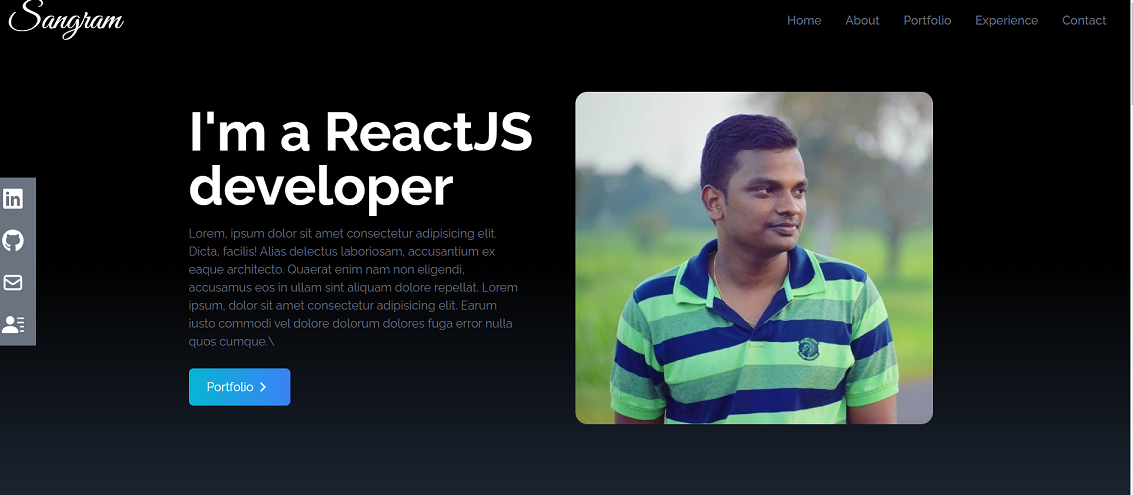 Sangram
Home About Portfolio Experience Contact
I'm a ReactJS
developer
Lorem, ipsum dolor sit amet consectetur adipisicing elit.
Dicta, facilis! Alias delectus laboriosam, accusantium ex
eaque architecto. Quaerat enim nam non eligendi,
accusamus eos in ullam sint aliquam dolore repellat. Lorem
ipsum, dolor sit amet consectetur adipisicing elit. Earum
iusto commodi vel dolore dolorum dolores fuga error nulla
quos cumque.\
Portfolio
in